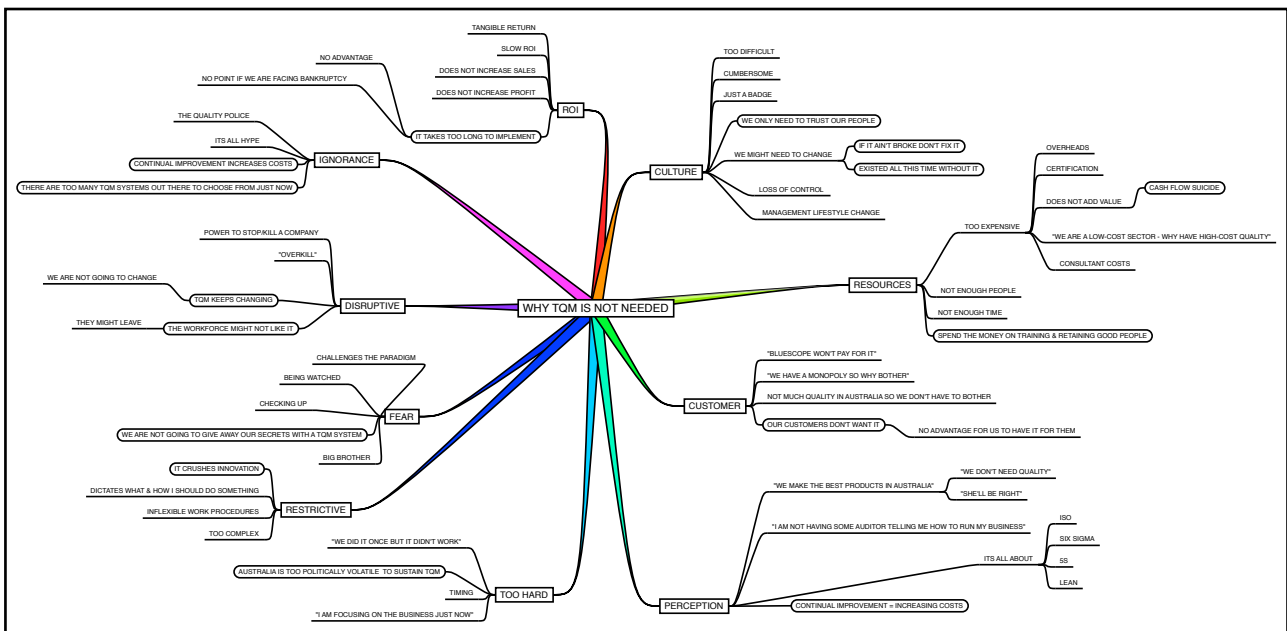 WHY TQM IS NOT NEEDED
ROI
TANGIBLE RETURN
SLOW ROI
DOES NOT INCREASE SALES
DOES NOT INCREASE PROFIT
IT TAKES TOO LONG TO IMPLEMENT
NO ADVANTAGE
NO POINT IF WE ARE FACING BANKRUPTCY
IGNORANCE
THE QUALITY POLICE
ITS ALL HYPE
CONTINUAL IMPROVEMENT INCREASES COSTS
THERE ARE TOO MANY TQM SYSTEMS OUT THERE TO CHOOSE FROM JUST NOW
DISRUPTIVE
POWER TO STOP/KILL A COMPANY
"OVERKILL"
TQM KEEPS CHANGING
WE ARE NOT GOING TO CHANGE
THE WORKFORCE MIGHT NOT LIKE IT
THEY MIGHT LEAVE
FEAR
CHALLENGES THE PARADIGM
BEING WATCHED
CHECKING UP
WE ARE NOT GOING TO GIVE AWAY OUR SECRETS WITH A TQM SYSTEM
BIG BROTHER
RESTRICTIVE
IT CRUSHES INNOVATION
DICTATES WHAT & HOW I SHOULD DO SOMETHING
INFLEXIBLE WORK PROCEDURES
TOO COMPLEX
TOO HARD
"WE DID IT ONCE BUT IT DIDN'T WORK"
AUSTRALIA IS TOO POLITICALLY VOLATILE TO SUSTAIN TQM
TIMING
"I AM FOCUSING ON THE BUSINESS JUST NOW"
CULTURE
TOO DIFFICULT
CUMBERSOME
JUST A BADGE
WE ONLY NEED TO TRUST OUR PEOPLE
WE MIGHT NEED TO CHANGE
IF IT AIN'T BROKE DON'T FIX IT
EXISTED ALL THIS TIME WITHOUT IT
LOSS OF CONTROL
MANAGEMENT LIFESTYLE CHANGE
RESOURCES
TOO EXPENSIVE
OVERHEADS
CERTIFICATION
DOES NOT ADD VALUE
CASH FLOW SUICIDE
"WE ARE A LOW-COST SECTOR - WHY HAVE HIGH-COST QUALITY"
CONSULTANT COSTS
NOT ENOUGH PEOPLE
NOT ENOUGH TIME
SPEND THE MONEY ON TRAINING & RETAINING GOOD PEOPLE
CUSTOMER
"BLUESCOPE WON'T PAY FOR IT"
"WE HAVE A MONOPOLY SO WHY BOTHER"
NOT MUCH QUALITY IN AUSTRALIA SO WE DON'T HAVE TO BOTHER
OUR CUSTOMERS DON'T WANT IT
NO ADVANTAGE FOR US TO HAVE IT FOR THEM
PERCEPTION
"WE MAKE THE BEST PRODUCTS IN AUSTRALIA"
"WE DON'T NEED QUALITY"
"SHE'LL BE RIGHT"
"I AM NOT HAVING SOME AUDITOR TELLING ME HOW TO RUN MY BUSINESS"
ITS ALL ABOUT
ISO
SIX SIGMA
5S
LEAN
CONTINUAL IMPROVEMENT = INCREASING COSTS